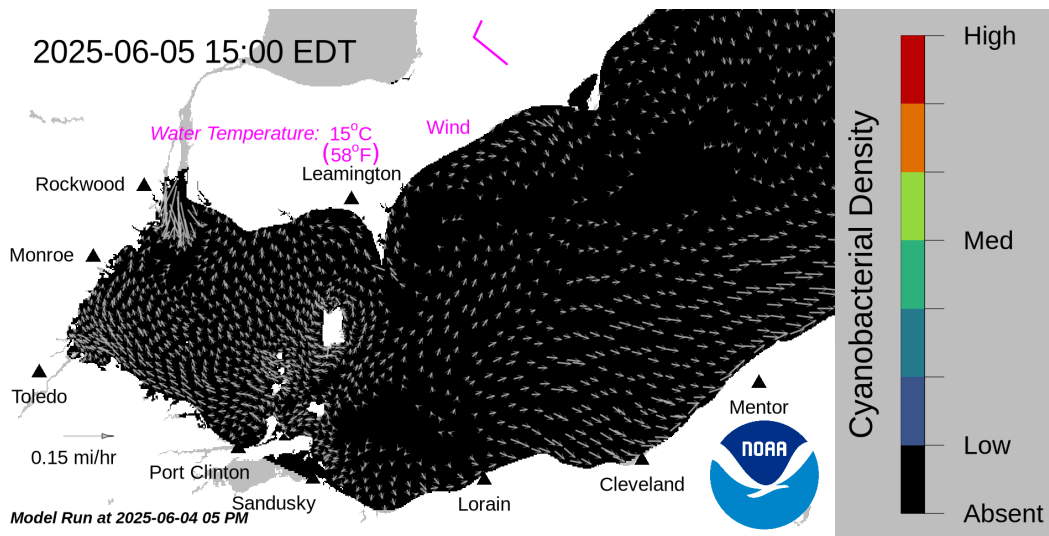 2025-06-05 15:00 EDT
High
Wind
Water Temperature: 15°C
(58°F)
Leamington
Rockwood
Monroe
Med
Cyanobacterial Density
Toledo
Mentor
0.15 mi/hr
NOAA
Low
Port Clinton
Sandusky
Lorain
Cleveland
Absent
Model Run at 2025-06-04 05 PM